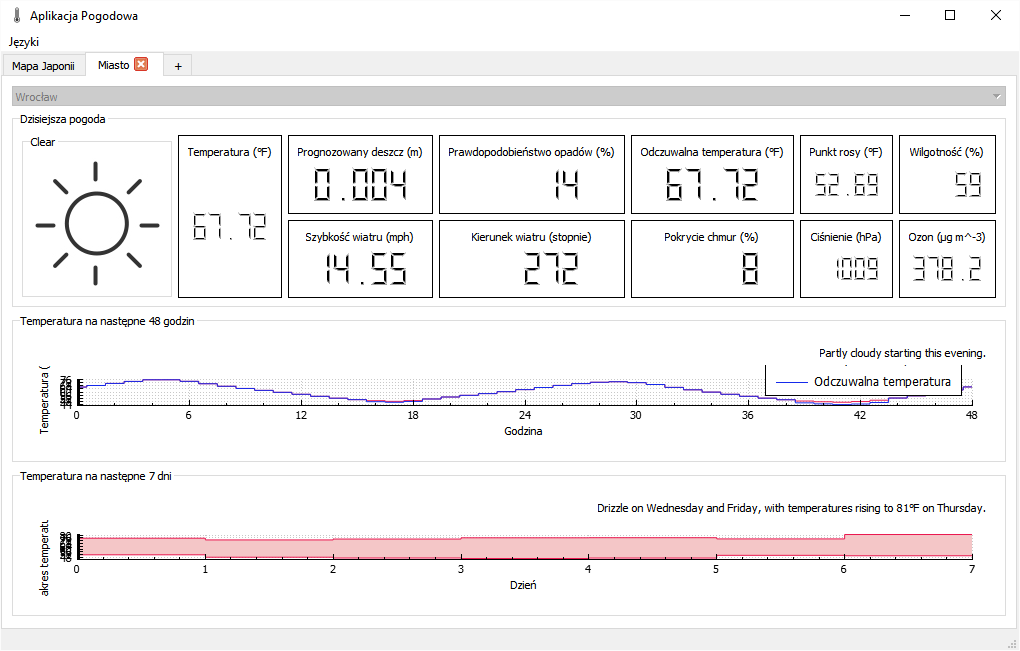 Aplikacja Pogodowa
Języki
Mapa Japonii Miasto +
Wrocław
Dzisiejsza pogoda
Clear
Temperatura (ºF)
67.72
Prognozowany deszcz (m)
0.004
Prawdopodobieństwo opadów (%)
14
Odczuwalna temperatura (ºF)
67.72
Punkt rosy (ºF)
52.69
Wilgotność (%)
59
Szybkość wiatru (mph)
14.55
Kierunek wiatru (stopnie)
272
Pokrycie chmur (%)
8
Ciśnienie (hPa)
1009
Ozon (µg m^-3)
378.2
Temperatura na następne 48 godzin
Partly cloudy starting this evening.
Temperatura (
Odczuwalna temperatura
0 6 12 18 24 30 36 42 48
Godzina
Temperatura na następne 7 dni
Drizzle on Wednesday and Friday, with temperatures rising to 81ºF on Thursday.
akres temperatu
0 1 2 3 4 5 6 7
Dzień